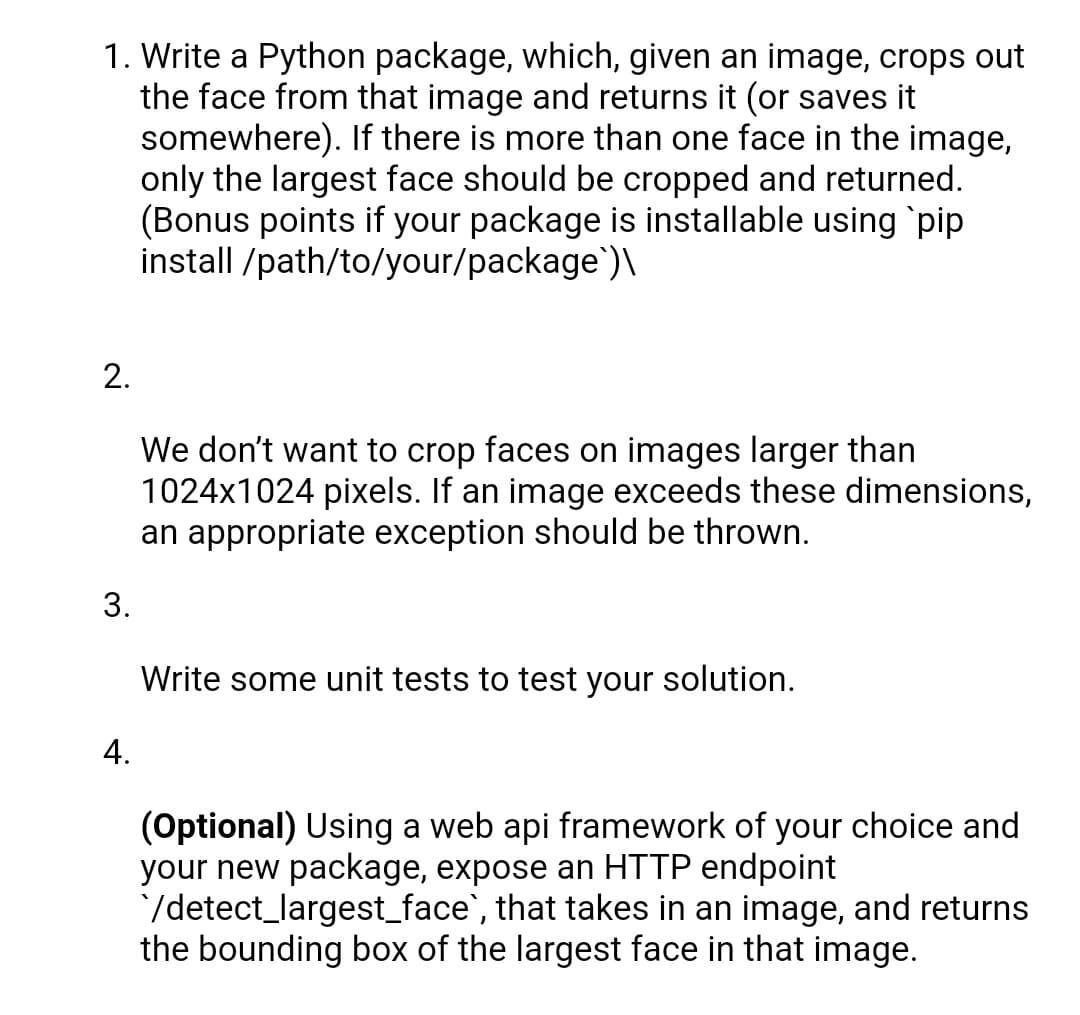 1. Write a Python package, which, given an image, crops out
the face from that image and returns it (or saves it
somewhere). If there is more than one face in the image,
only the largest face should be cropped and returned.
(Bonus points if your package is installable using `pip
install /path/to/your/package`)\
2.
We don't want to crop faces on images larger than
1024x1024 pixels. If an image exceeds these dimensions,
an appropriate exception should be thrown.
3.
Write some unit tests to test your solution.
4.
(Optional) Using a web api framework of your choice and
your new package, expose an HTTP endpoint
`/detect_largest_face`, that takes in an image, and returns
the bounding box of the largest face in that image.